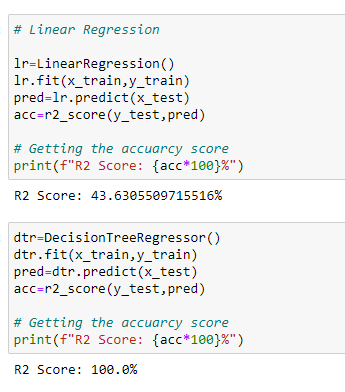 # Linear Regression
lr=LinearRegression()
lr.fit(x_train,y_train)
pred=lr.predict(x_test)
acc=r2_score(y_test,pred)
# Getting the accuarcy score
print(f"R2 Score: {acc*100}%")
R2 Score: 43.6305509715516%
dtr=DecisionTreeRegressor()
dtr.fit(x_train,y_train)
pred=dtr.predict(x_test)
acc=r2_score(y_test,pred)
# Getting the accuarcy score
print(f"R2 Score: {acc*100}%")
R2 Score: 100.0%